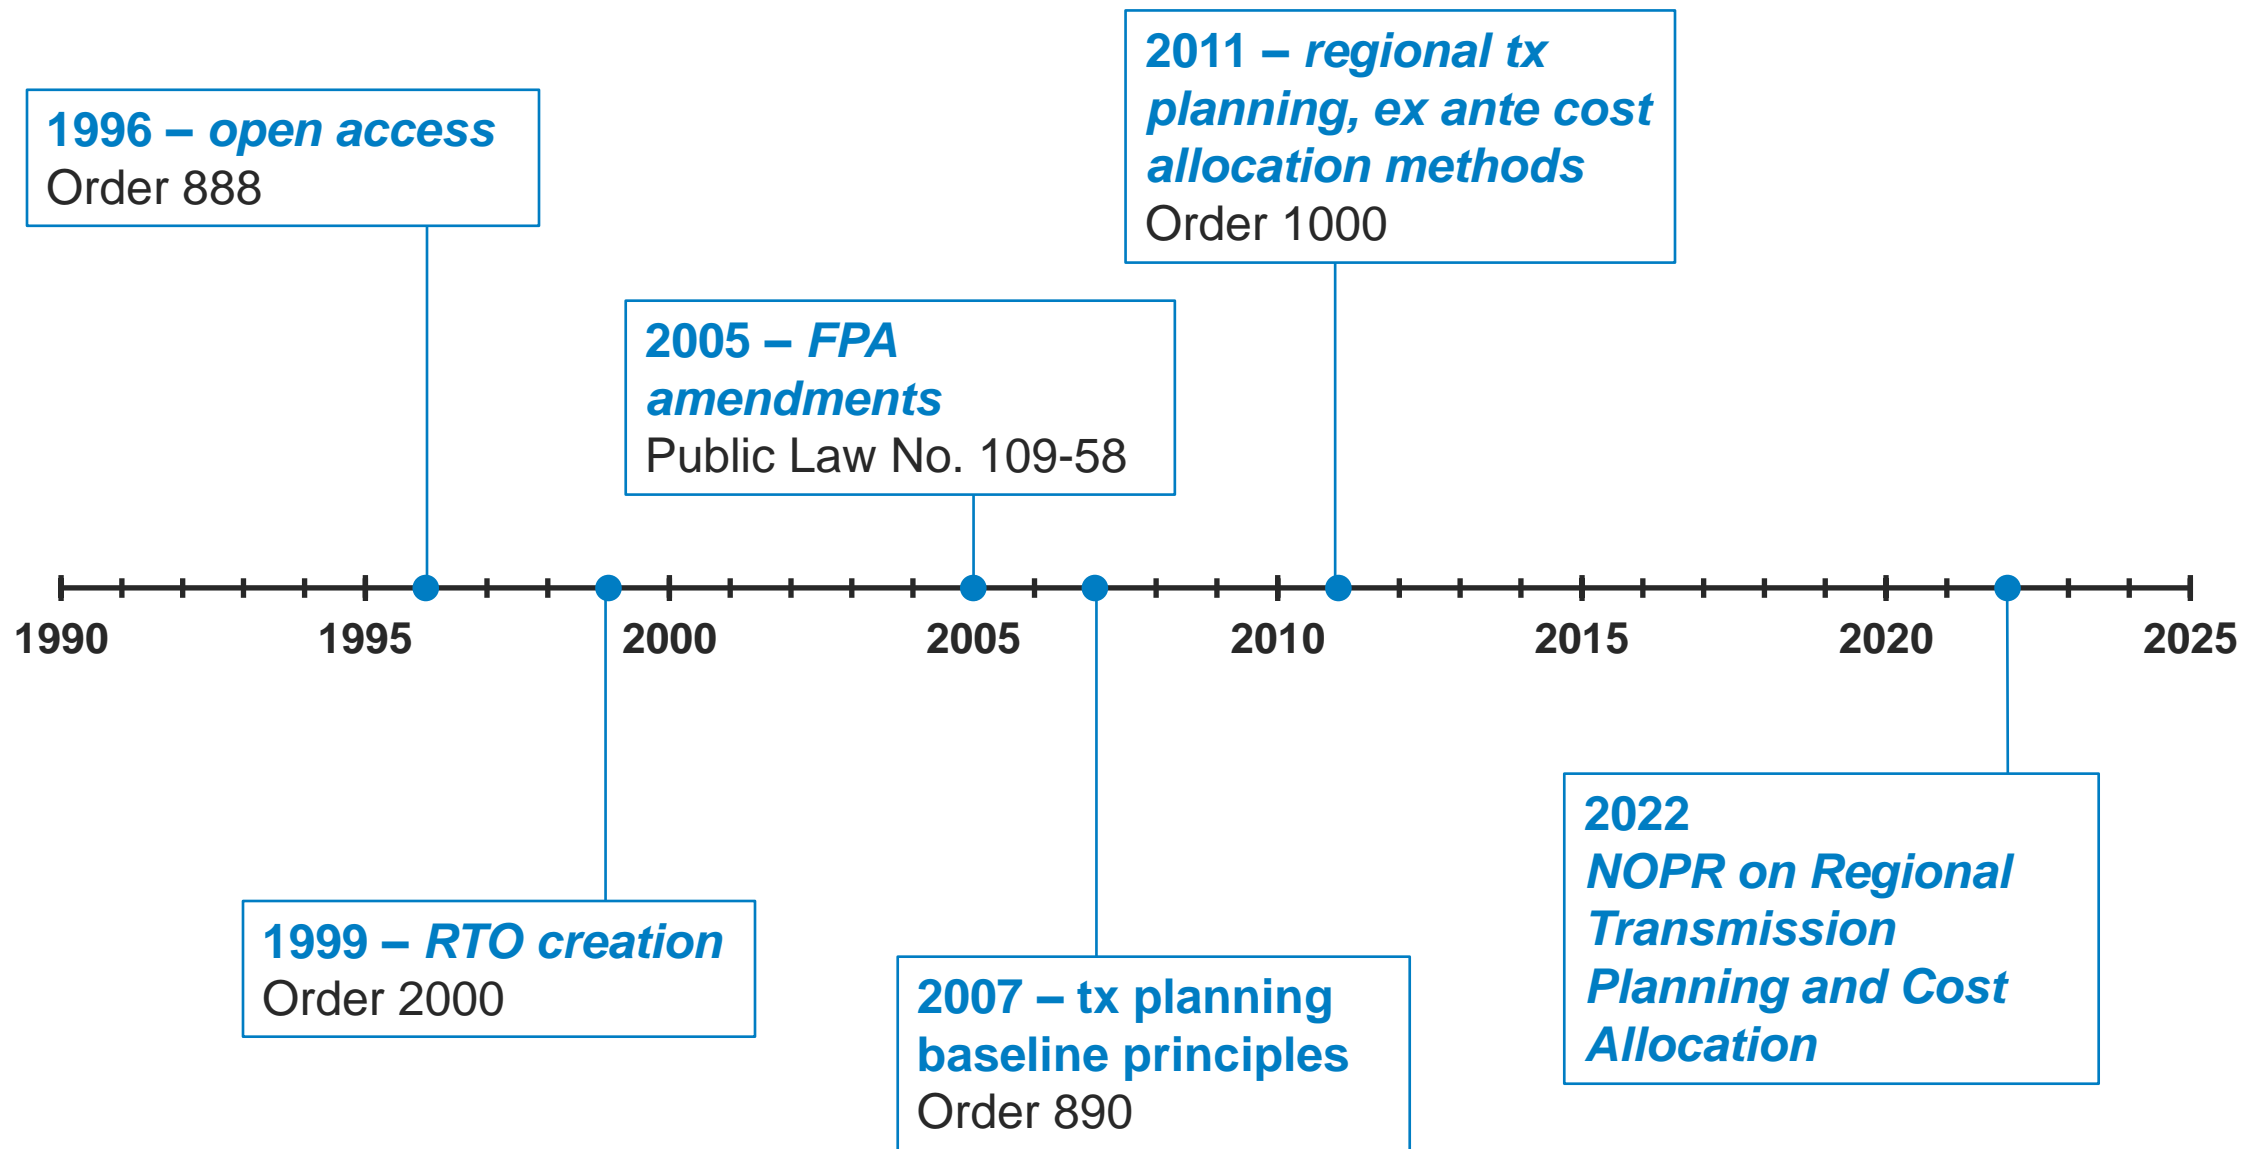 2011 – regional tx
planning, ex ante cost
allocation methods
Order 1000
1996 – open access
Order 888
2005 – FPA
amendments
Public Law No. 109-58
1990 1995 2000 2005 2010 2015 2020 2025
2022
NOPR on Regional
Transmission
Planning and Cost
Allocation
1999 – RTO creation
Order 2000
2007 – tx planning
baseline principles
Order 890